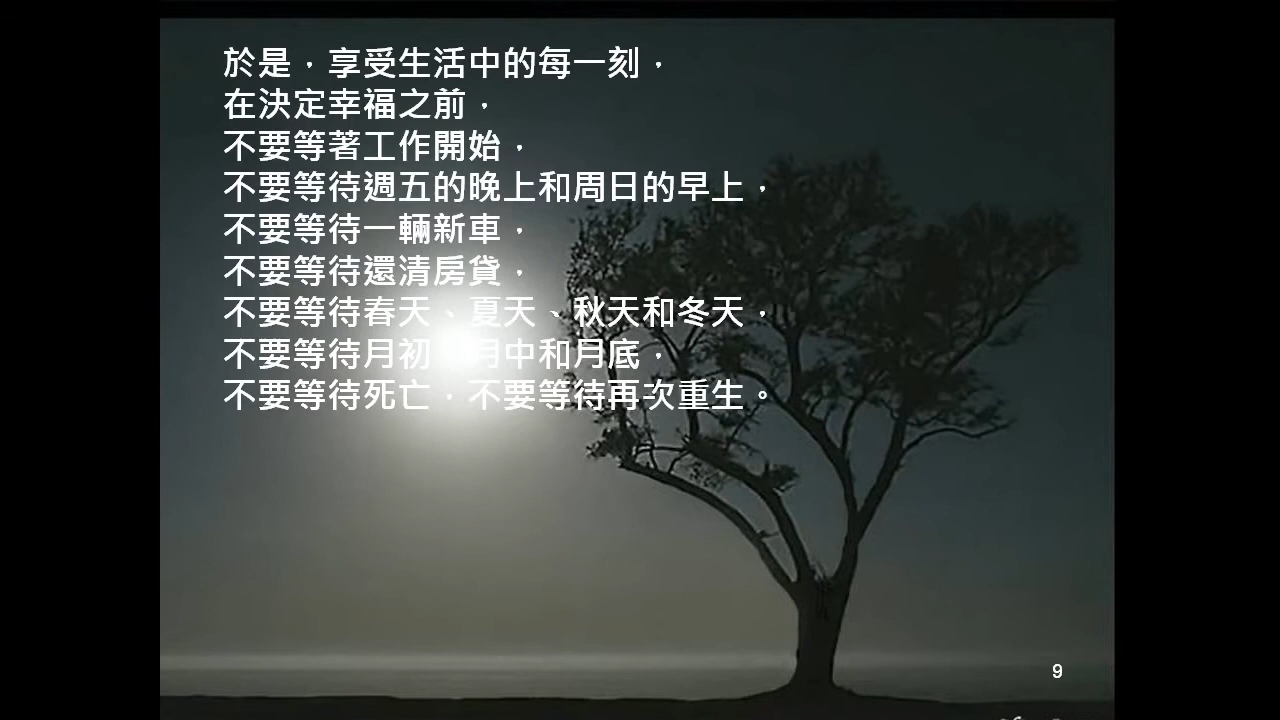 於是，享受生活中的每一刻，
在決定幸福之前，
不要等著工作開始，
不要等待週五的晚上和周日的早上，
不要等待一輛新車，
不要等待還清房貸，
不要等待春天、夏天、秋天和冬天，
不要等待月初、月中和月底，
不要等待死亡，不要等待再次重生。
9